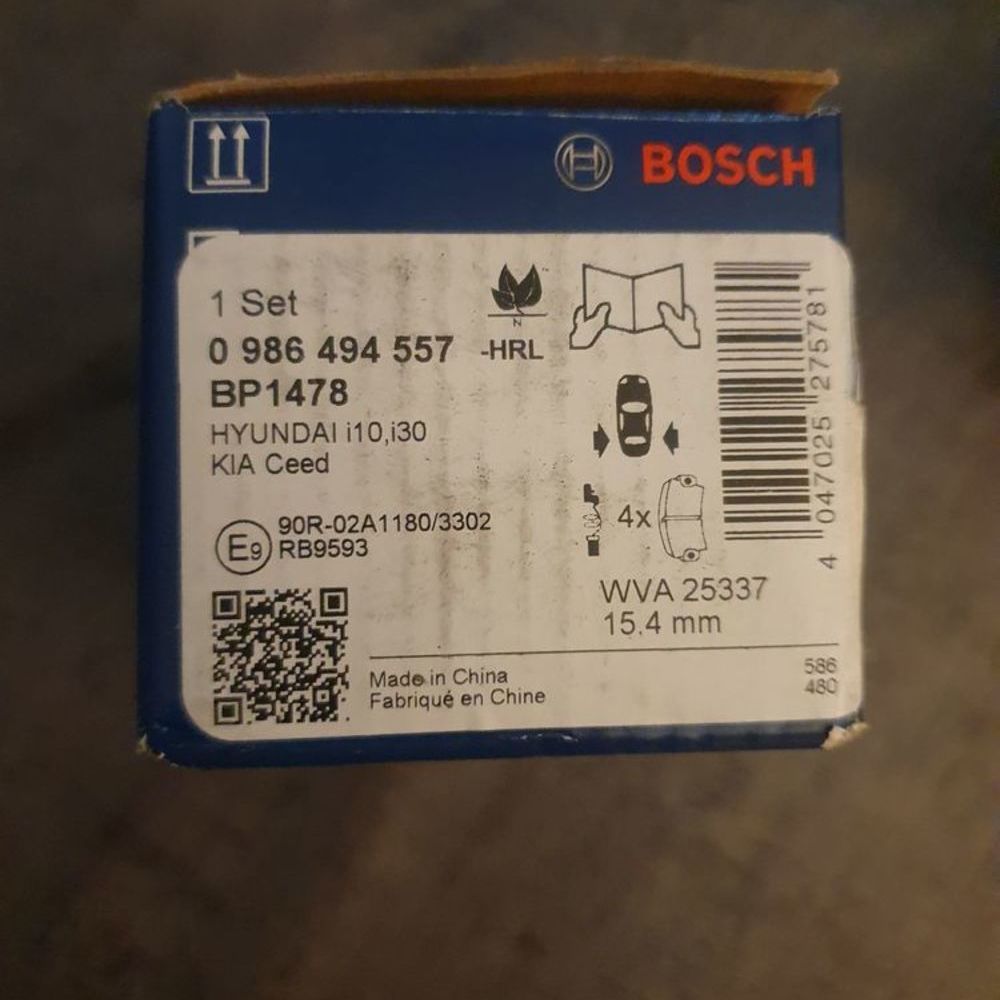 BOSCH
1 Set
0 986 494 557 -HRL
BP1478
HYUNDAI i10,i30
KIA Ceed
E9
90R-02A1180/3302
RB9593
N
4x
WVA 25337
15,4 mm
4 047025 275781
Made in China
Fabriqué en Chine
586
480